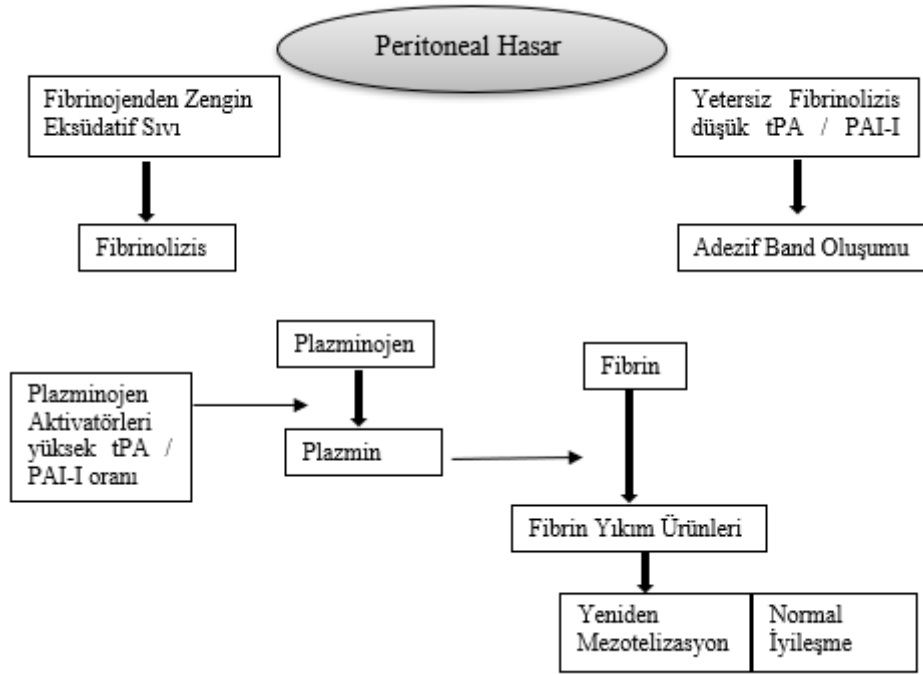 Peritoneal Hasar
Fibrinojenden Zengin
Eksüdatif Sıvı
Yetersiz Fibrinolizis
düşük tPA / PAI-I
Fibrinolizis
Adezif Band Oluşumu
Plazminojen
Fibrin
Plazminojen
Aktivatörleri
yüksek tPA /
PAI-I oranı
Plazmin
Fibrin Yıkım Ürünleri
Yeniden
Mezotelizasyon
Normal
İyileşme